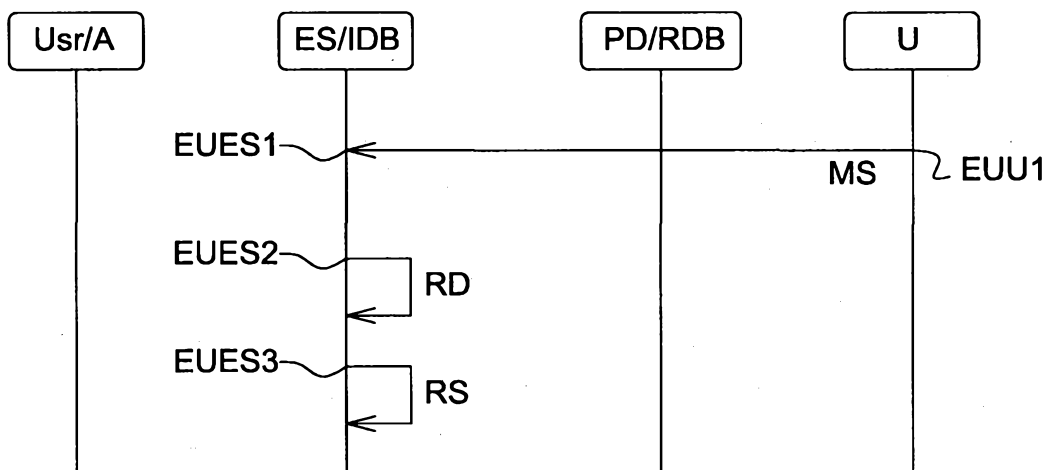 Usr/A
ES/IDB
PD/RDB
U
EUES1
MS
EUU1
EUES2
RD
EUES3
RS